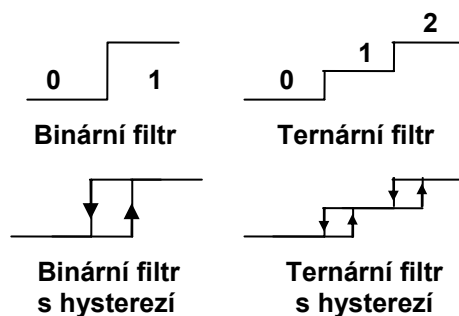 0
1
Binární filtr
0
1
2
Ternární filtr
Binární filtr
s hysterezí
Ternární filtr
s hysterezí